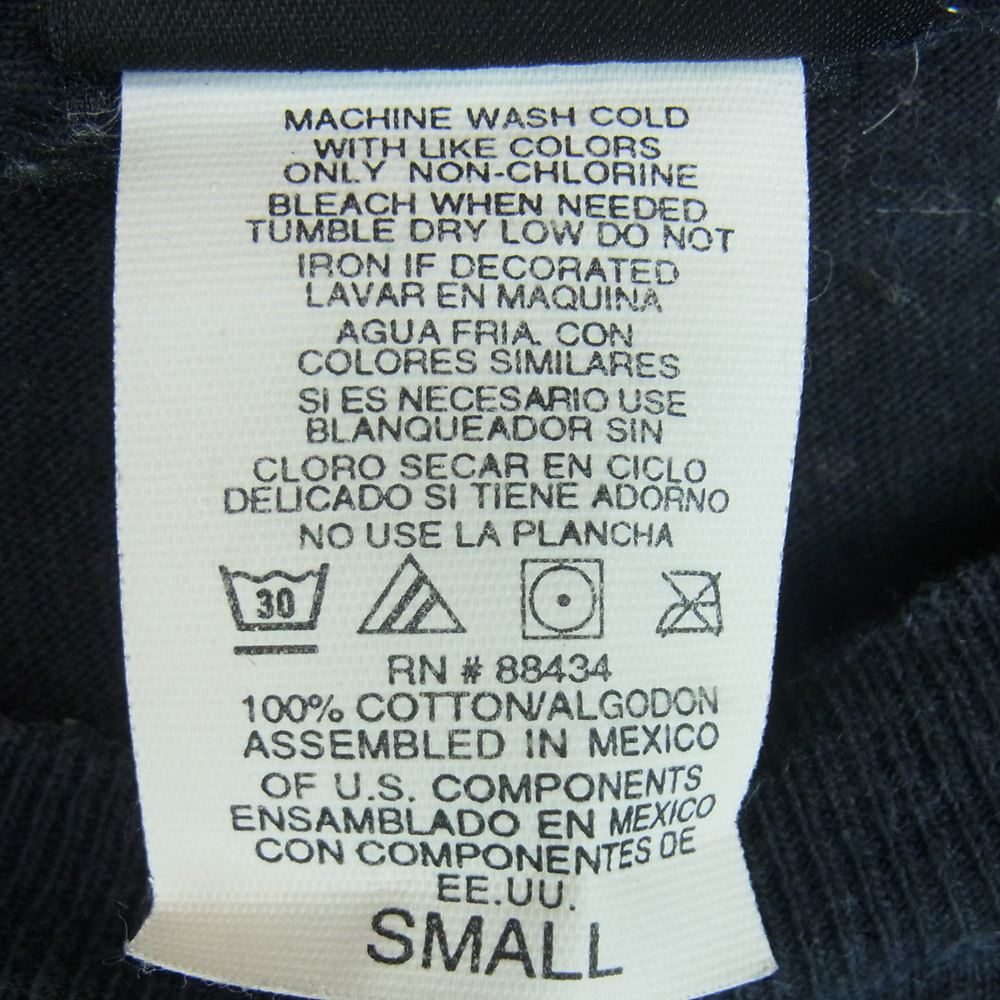 MACHINE WASH COLD
WITH LIKE COLORS
ONLY NON-CHLORINE
BLEACH WHEN NEEDED
TUMBLE DRY LOW DO NOT
IRON IF DECORATED
LAVAR EN MAQUINA
AGUA FRIA. CON
COLORES SIMILARES
SI ES NECESARIO USE
BLANQUEADOR SIN
CLORO SECAR EN CICLO
DELICADO SI TIENE ADORNO
NO USE LA PLANCHA
30
RN # 88434
100% COTTON/ALGODON
ASSEMBLED IN MEXICO
OF U.S. COMPONENTS
ENSAMBLADO EN MEXICO
CON COMPONENTES DE
EE.UU.
SMALL